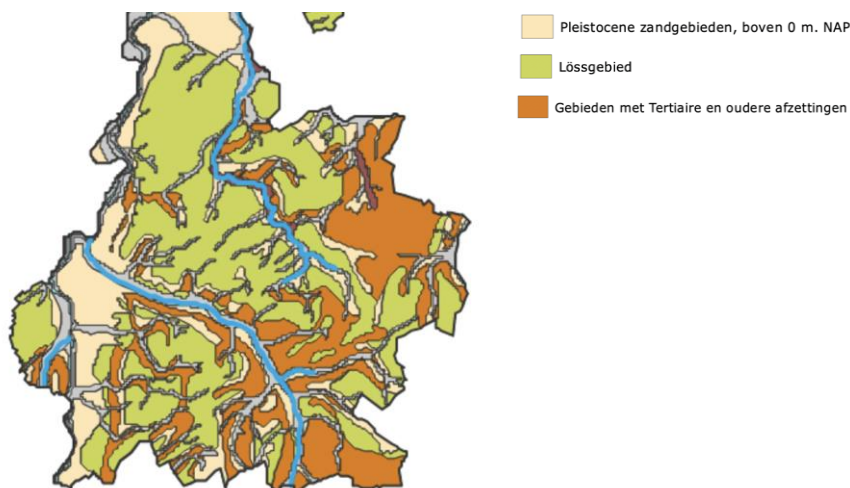 Pleistocene zandgebieden, boven 0 m. NAP
Lössgebied
Gebieden met Tertiaire en oudere afzettingen